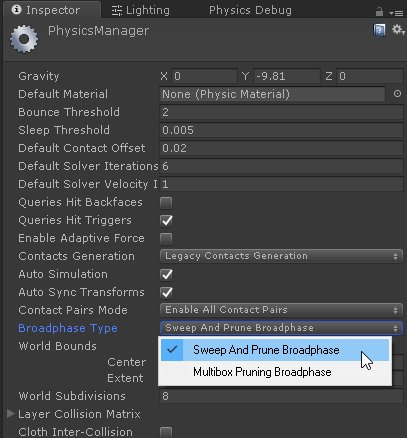 Inspector Lighting Physics Debug
PhysicsManager
Gravity X 0 Y -9.81 Z 0
Default Material None (Physic Material)
Bounce Threshold 2
Sleep Threshold 0.005
Default Contact Offset 0.02
Default Solver Iterations 6
Default Solver Velocity I 1
Queries Hit Backfaces
Queries Hit Triggers
Enable Adaptive Force
Contacts Generation Legacy Contacts Generation
Auto Simulation
Auto Sync Transforms
Contact Pairs Mode Enable All Contact Pairs
Broadphase Type Sweep And Prune Broadphase
World Bounds Sweep And Prune Broadphase
Center
Extent Multibox Pruning Broadphase
World Subdivisions 8
Layer Collision Matrix
Cloth Inter-Collision